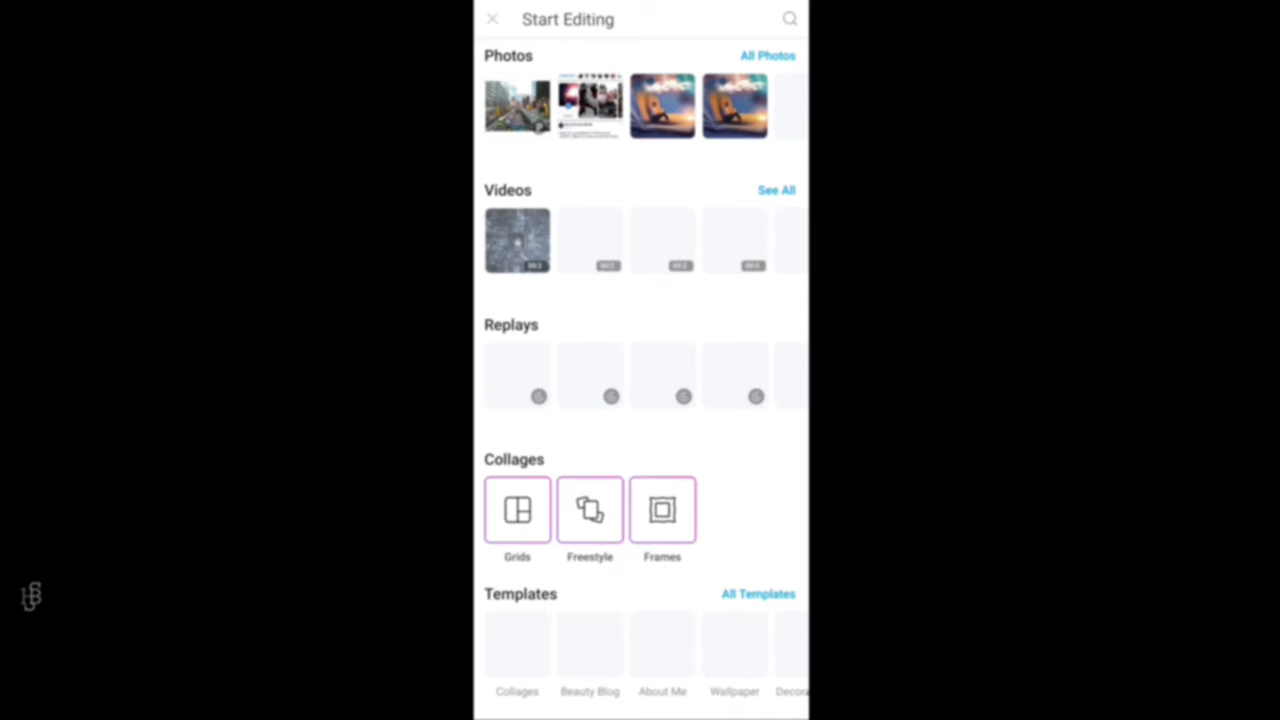 Start Editing
Photos
All Photos
Videos
See All
Replays
Collages
Grids
Freestyle
Frames
Templates
All Templates
Collages
Beauty Blog
About Me
Wallpaper
Decora